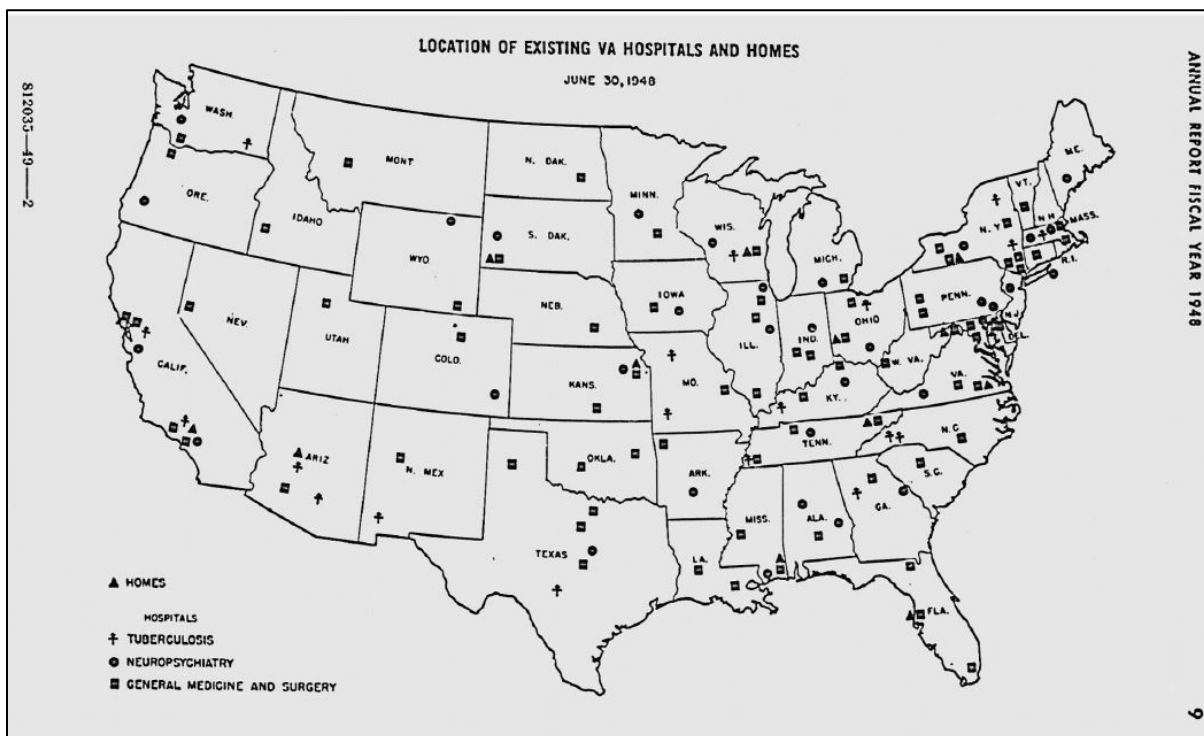 LOCATION OF EXISTING VA HOSPITALS AND HOMES
JUNE 30, 1948
ANNUAL REPORT FISCAL YEAR 1948
812035—49——2
WASH.
MONT
N. DAK.
MINN.
ME.
VT.
N.H.
MASS.
ORE.
IDAHO
WYO
S. DAK.
WIS.
MICH.
N.Y.
R.I.
NEB.
IOWA
PENN.
N.J.
NEV.
UTAH
COLO.
ILL.
IND.
OHIO
DEL.
CALIF.
KANS.
MO.
W. VA.
VA.
KY.
ARIZ
N. MEX
OKLA.
ARK.
TENN.
N.C.
S.C.
TEXAS
LA.
MISS.
ALA.
GA.
FLA.
HOMES
HOSPITALS
TUBERCULOSIS
NEUROPSYCHIATRY
GENERAL MEDICINE AND SURGERY
9